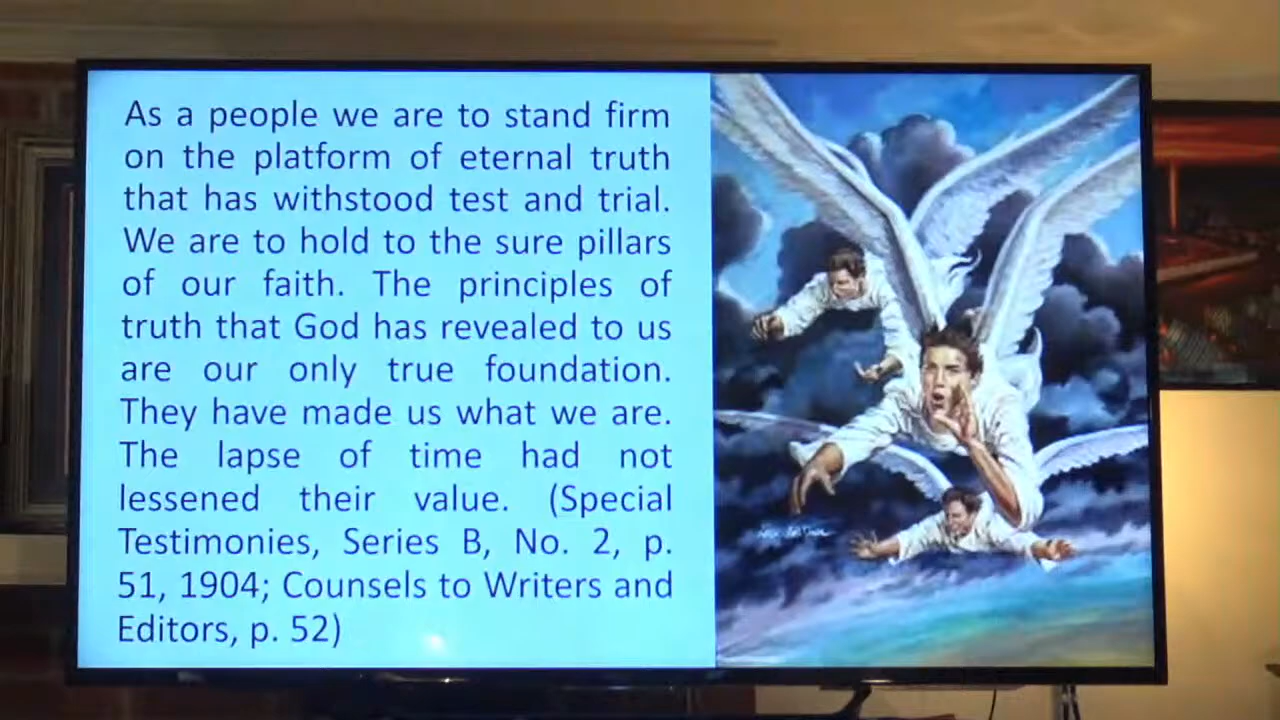 As a people we are to stand firm
on the platform of eternal truth
that has withstood test and trial.
We are to hold to the sure pillars
of our faith. The principles of
truth that God has revealed to us
are our only true foundation.
They have made us what we are.
The lapse of time had not
lessened their value. (Special
Testimonies, Series B, No. 2, p.
51, 1904; Counsels to Writers and
Editors, p. 52)